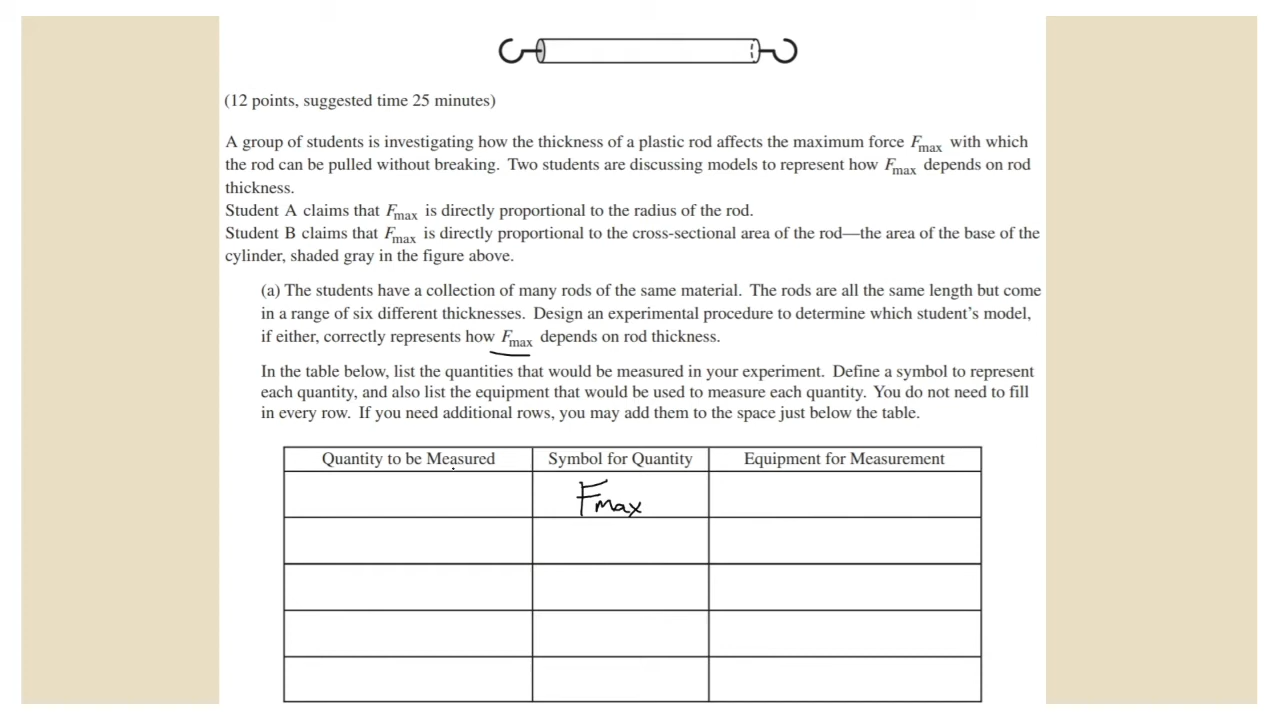 (12 points, suggested time 25 minutes)
A group of students is investigating how the thickness of a plastic rod affects the maximum force Fmax with which
the rod can be pulled without breaking. Two students are discussing models to represent how Fmax depends on rod
thickness.
Student A claims that Fmax is directly proportional to the radius of the rod.
Student B claims that Fmax is directly proportional to the cross-sectional area of the rod—the area of the base of the
cylinder, shaded gray in the figure above.
(a) The students have a collection of many rods of the same material. The rods are all the same length but come
in a range of six different thicknesses. Design an experimental procedure to determine which student's model,
if either, correctly represents how Fmax depends on rod thickness.
In the table below, list the quantities that would be measured in your experiment. Define a symbol to represent
each quantity, and also list the equipment that would be used to measure each quantity. You do not need to fill
in every row. If you need additional rows, you may add them to the space just below the table.
Quantity to be Measured Symbol for Quantity Equipment for Measurement
Fmax